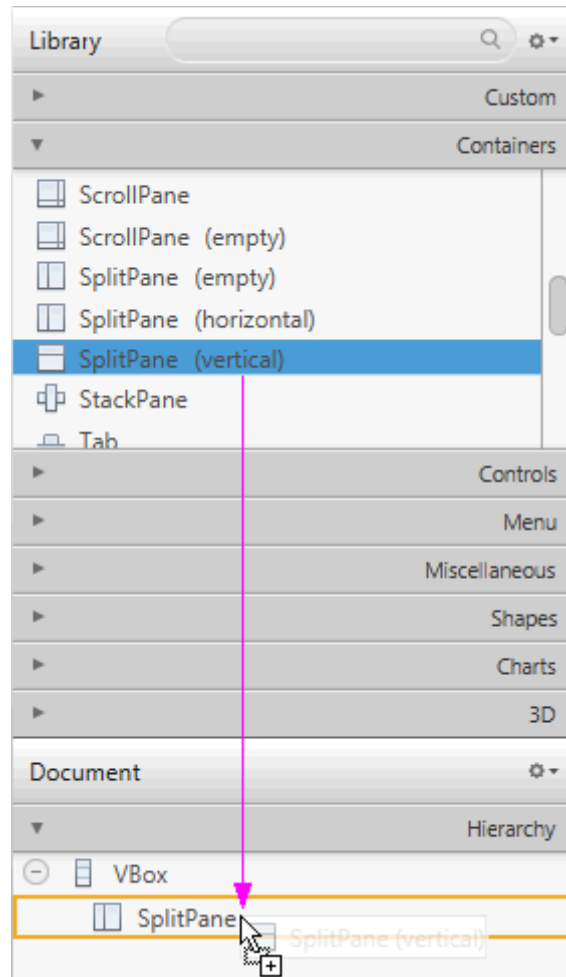 Library
Custom
Containers
ScrollPane
ScrollPane (empty)
SplitPane (empty)
SplitPane (horizontal)
SplitPane (vertical)
StackPane
Tab
Controls
Menu
Miscellaneous
Shapes
Charts
3D
Document
Hierarchy
VBox
SplitPane SplitPane (vertical)